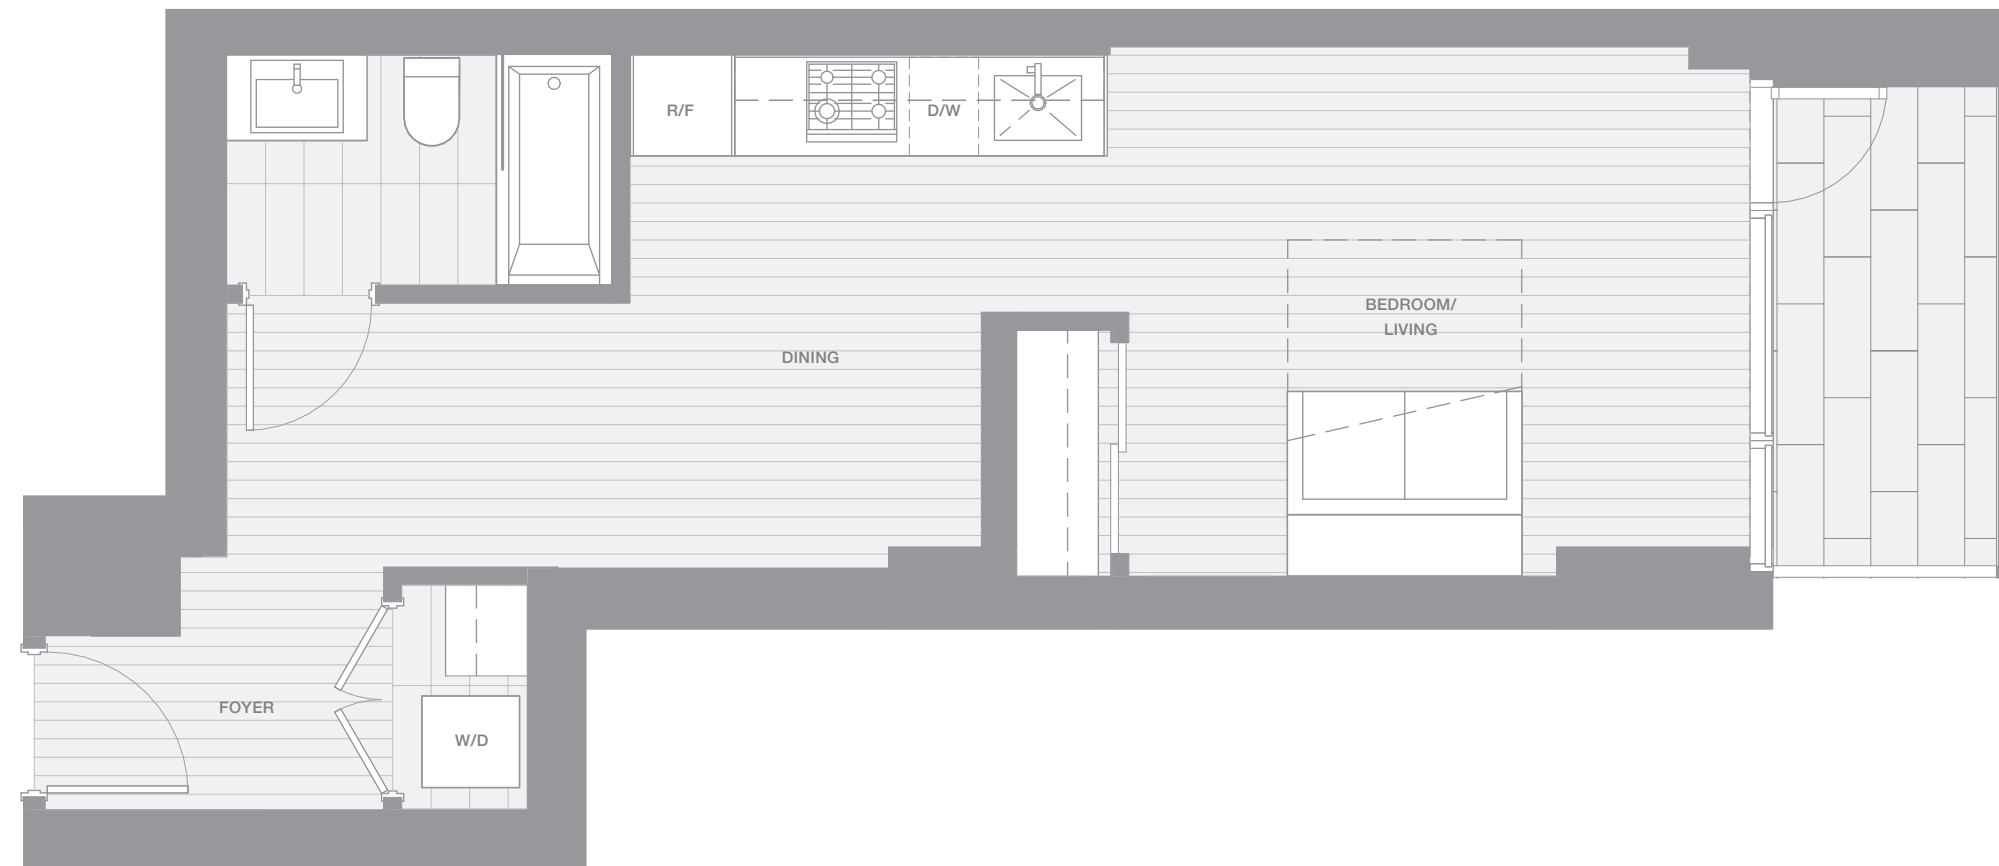 R/F
D/W
BEDROOM/
LIVING
DINING
FOYER
W/D